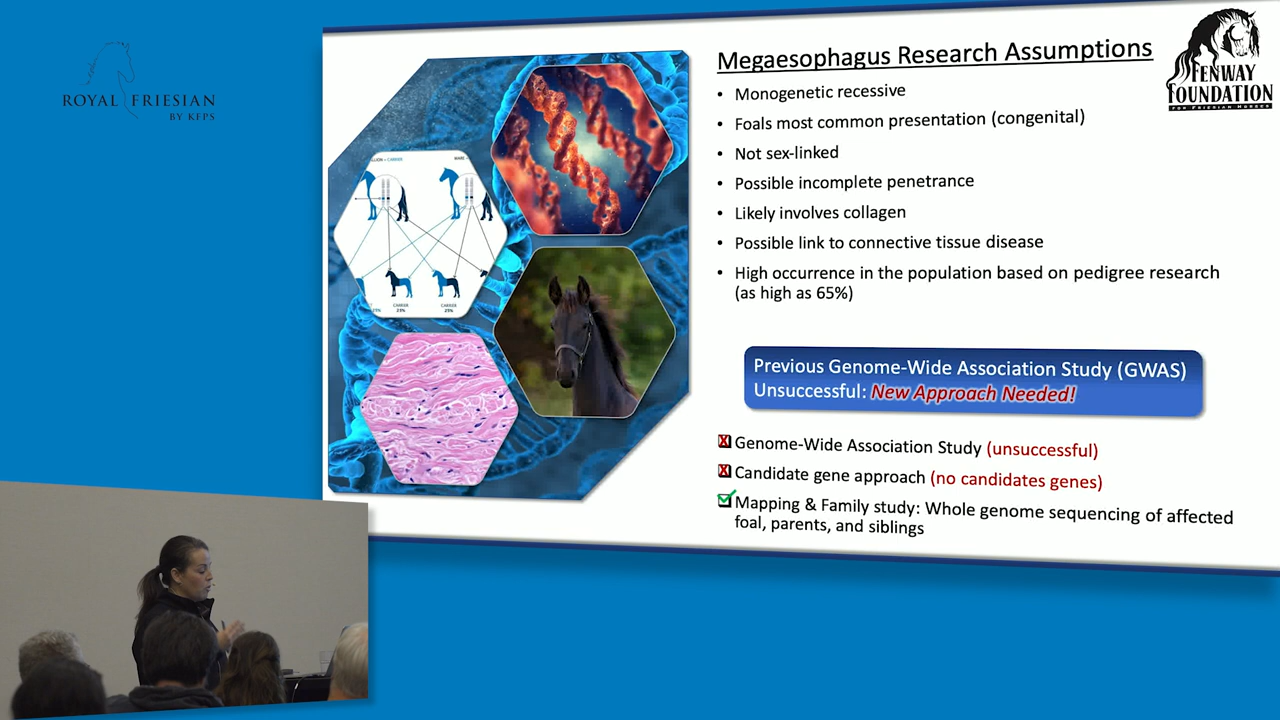 ROYAL FRIESIAN
BY KFPS
FENWAY
FOUNDATION
FOR FRIESIAN HORSES
Megaesophagus Research Assumptions
• Monogenetic recessive
• Foals most common presentation (congenital)
• Not sex-linked
• Possible incomplete penetrance
• Likely involves collagen
• Possible link to connective tissue disease
• High occurrence in the population based on pedigree research
(as high as 65%)
Previous Genome-Wide Association Study (GWAS)
Unsuccessful: New Approach Needed!
Genome-Wide Association Study (unsuccessful)
Candidate gene approach (no candidates genes)
Mapping & Family study: Whole genome sequencing of affected
foal, parents, and siblings
CARRIER
CARRIER
CARRIER
25%